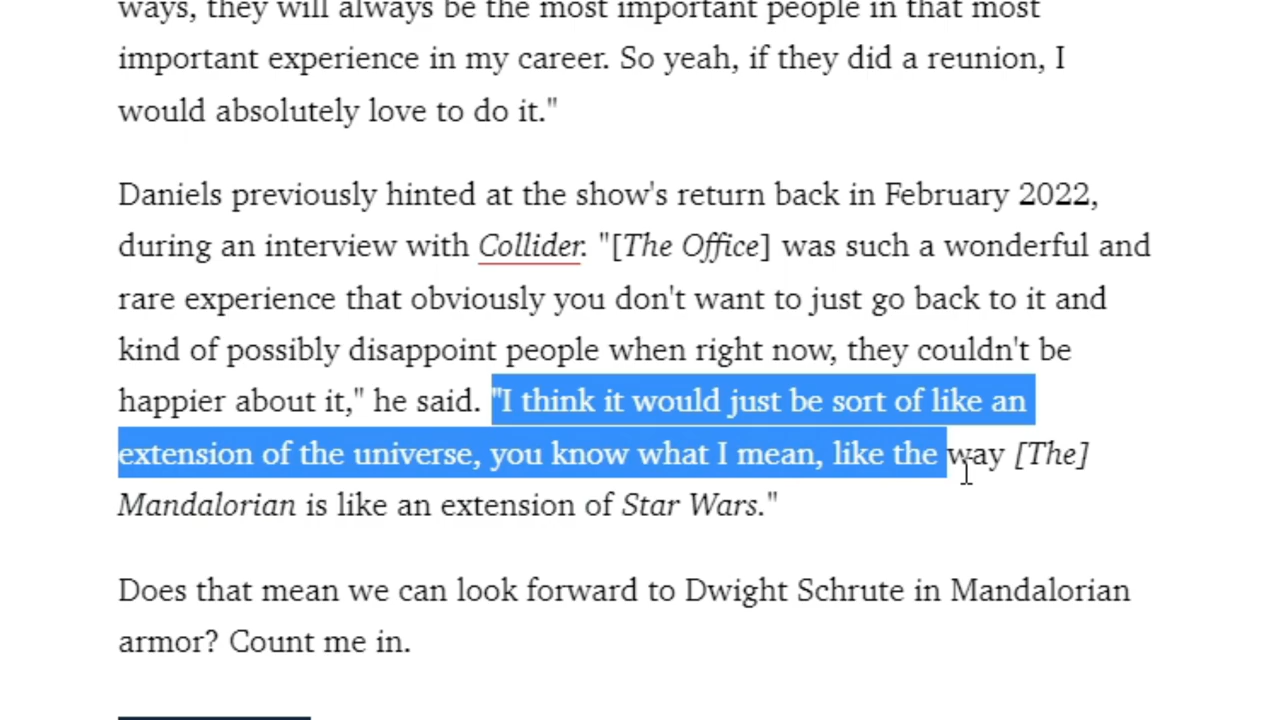 ways, they will always be the most important people in that most
important experience in my career. So yeah, if they did a reunion, I
would absolutely love to do it."
Daniels previously hinted at the show's return back in February 2022,
during an interview with Collider. "[The Office] was such a wonderful and
rare experience that obviously you don't want to just go back to it and
kind of possibly disappoint people when right now, they couldn't be
happier about it," he said. "I think it would just be sort of like an
extension of the universe, you know what I mean, like the way [The]
Mandalorian is like an extension of Star Wars."
Does that mean we can look forward to Dwight Schrute in Mandalorian
armor? Count me in.